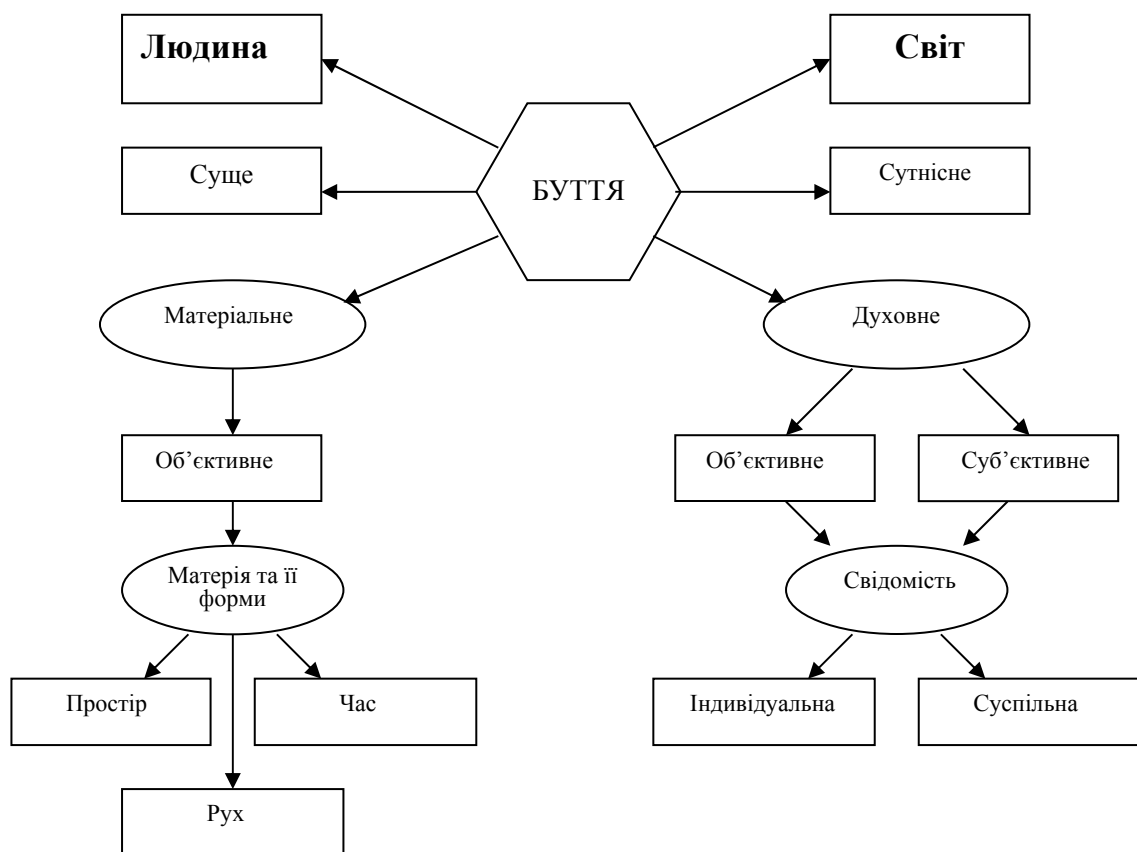 Людина
Світ
Суще
БУТТЯ
Сутнісне
Матеріальне
Духовне
Об’єктивне
Об’єктивне
Суб’єктивне
Матерія та її
форми
Свідомість
Простір
Час
Індивідуальна
Суспільна
Рух